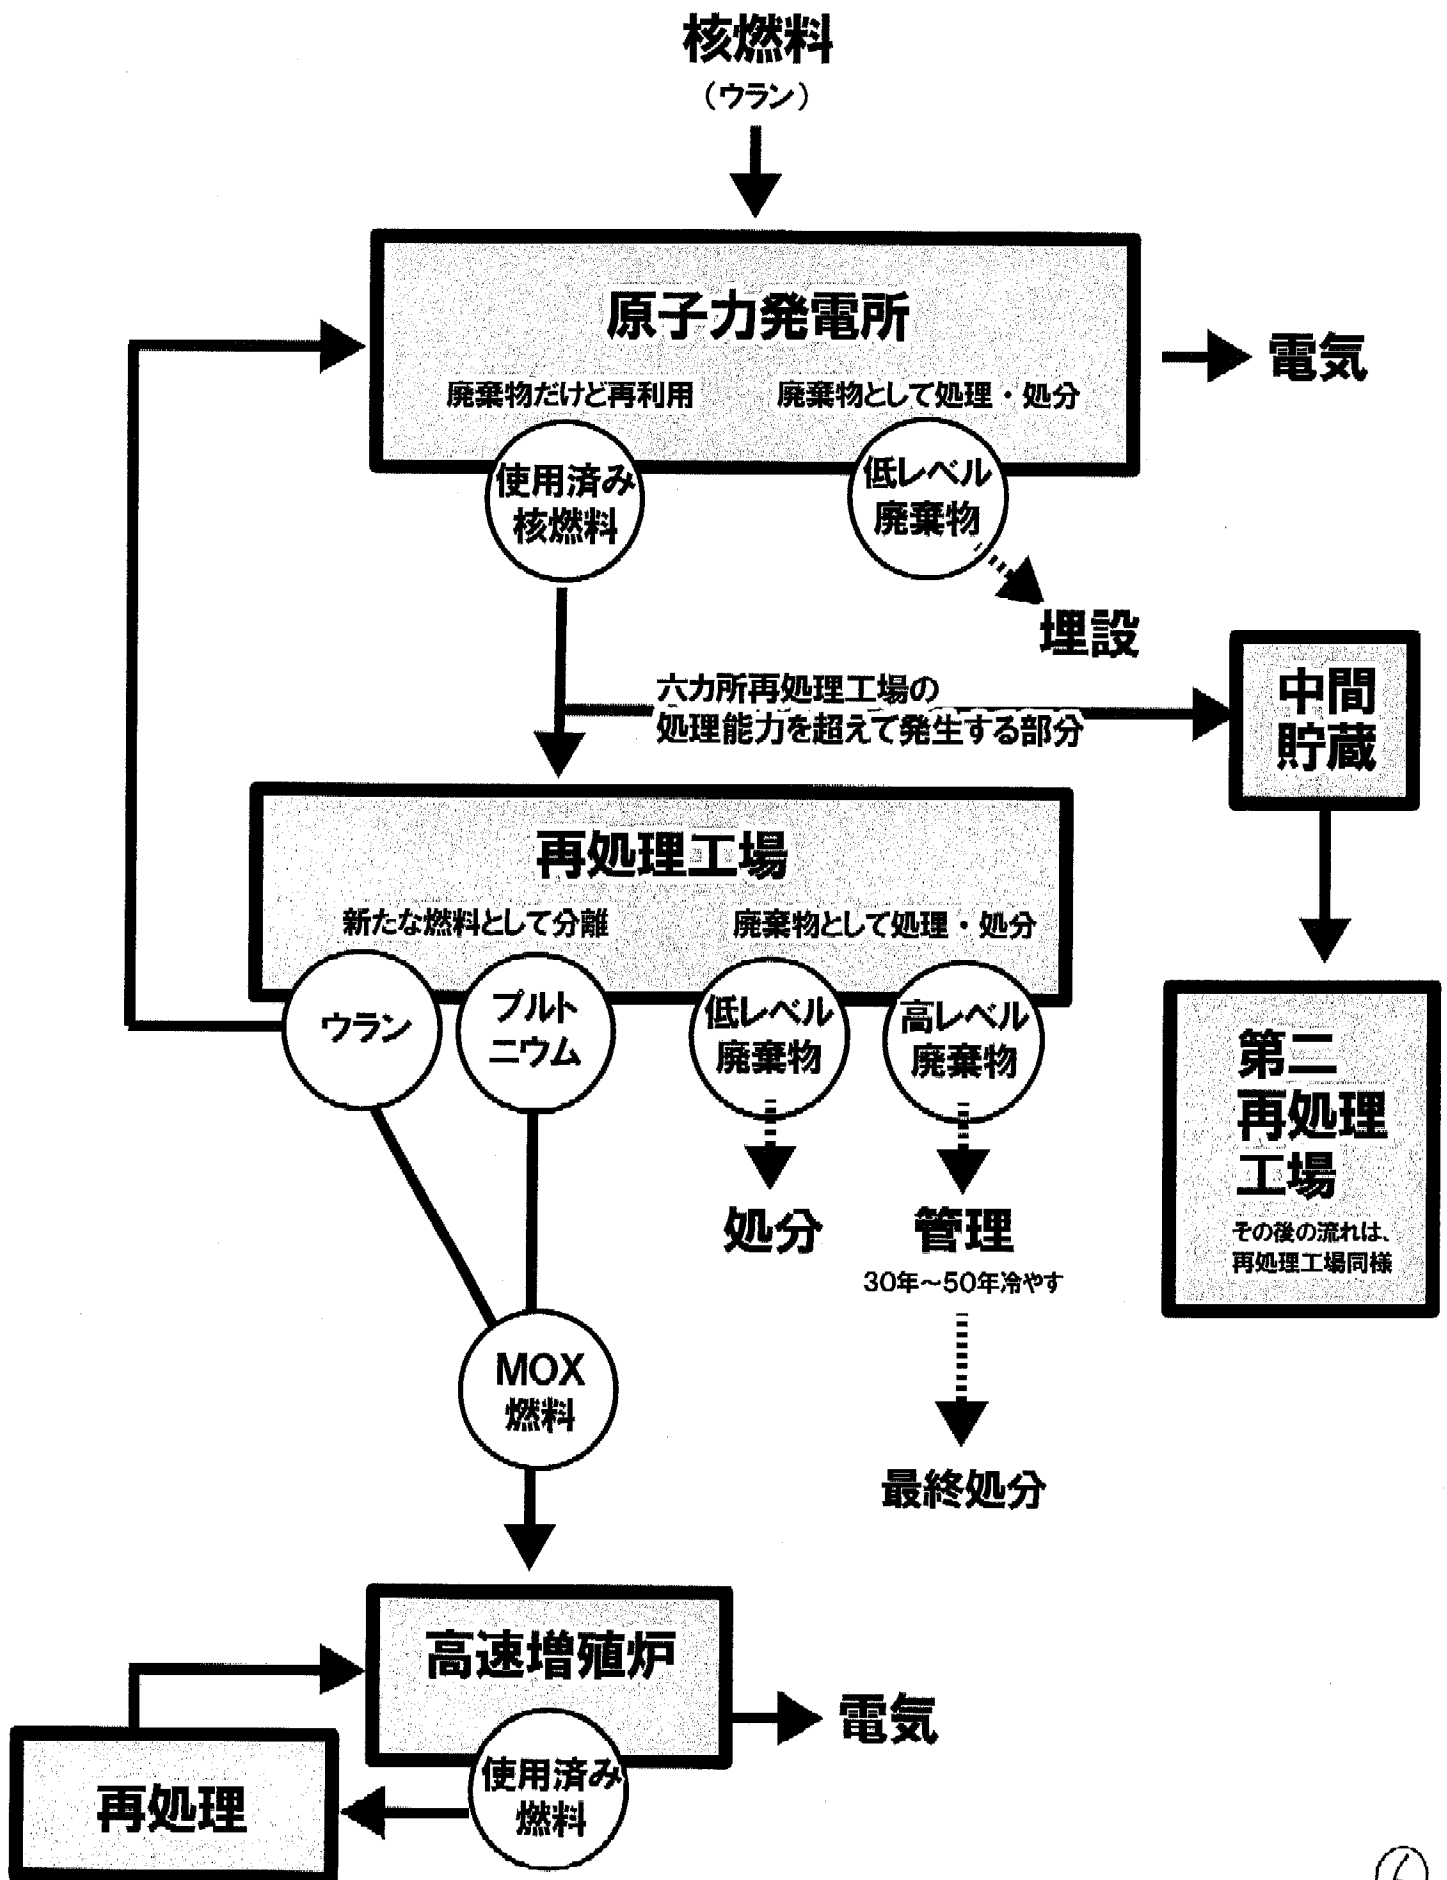 核燃料
（ウラン）
原子力発電所
電気
廃棄物だけど再利用
廃棄物として処理・処分
使用済み
核燃料
低レベル
廃棄物
埋設
六カ所再処理工場の
処理能力を超えて発生する部分
中間
貯蔵
再処理工場
新たな燃料として分離
廃棄物として処理・処分
ウラン
プルト
ニウム
低レベル
廃棄物
高レベル
廃棄物
第二
再処理
工場
その後の流れは、
再処理工場同様
処分
管理
30年～50年冷やす
MOX
燃料
最終処分
高速増殖炉
電気
使用済み
燃料
再処理